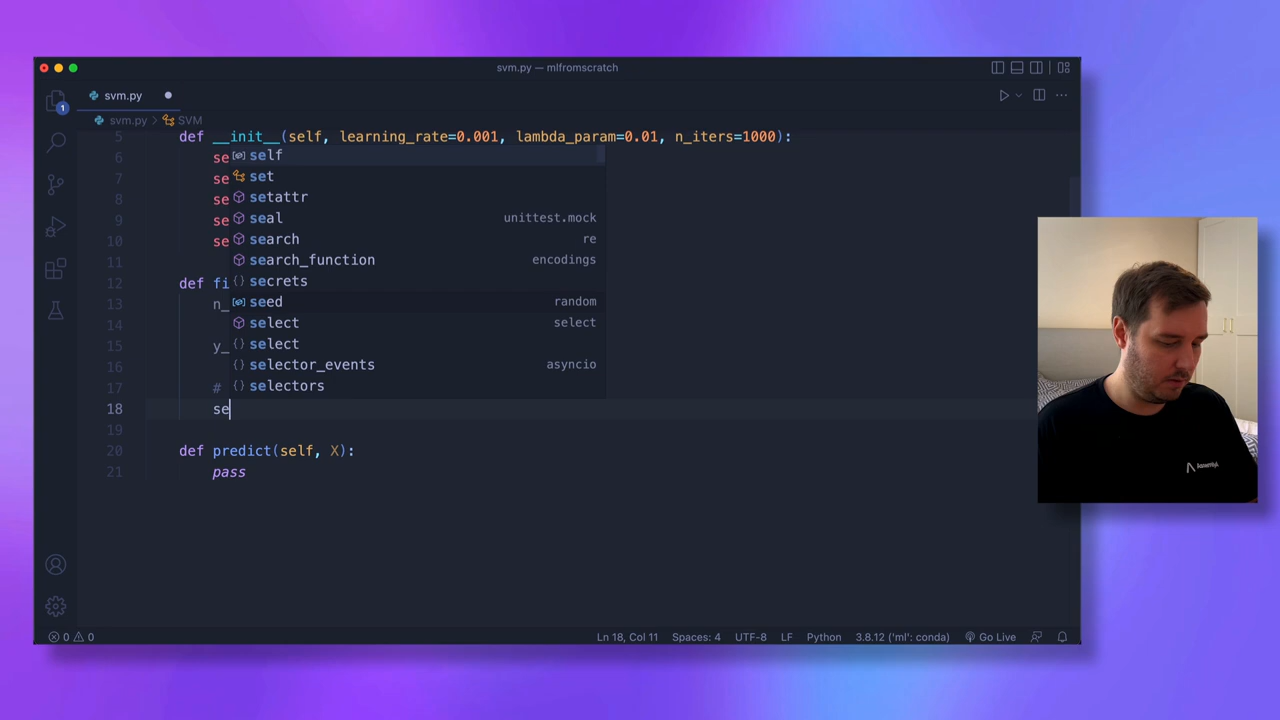 svm.py — mlfromscratch
svm.py
svm.py > SVM
1
5 def __init__(self, learning_rate=0.001, lambda_param=0.01, n_iters=1000):
6 se
self
7 se
set
setattr
8 se
seal unittest.mock
9 se
search re
10 se
search_function encodings
11
secrets
12 def fi
seed random
13 n_
select select
14
select
15 y_
selector_events asyncio
16
selectors
17 #
18 se
19
20 def predict(self, X):
21 pass
AssemblyAI
0 0
Ln 18, Col 11 Spaces: 4 UTF-8 LF Python 3.8.12 ('ml': conda) Go Live